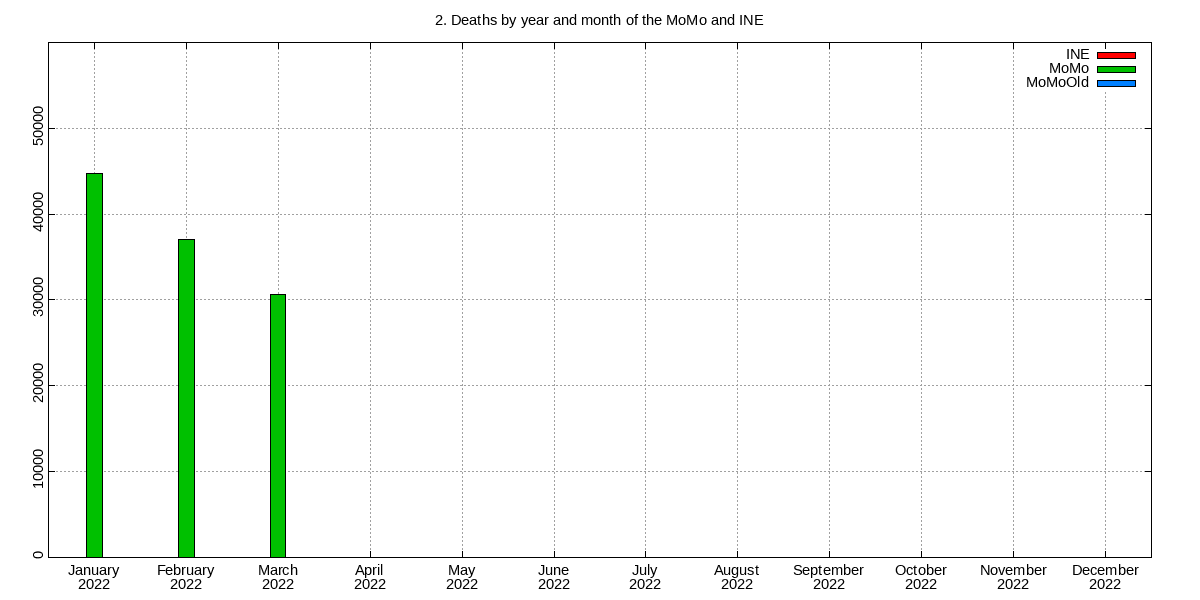 2. Deaths by year and month of the MoMo and INE
INE
MoMo
MoMoOld
50000
40000
30000
20000
10000
0
January February March April May June July August September October November December
2022 2022 2022 2022 2022 2022 2022 2022 2022 2022 2022 2022